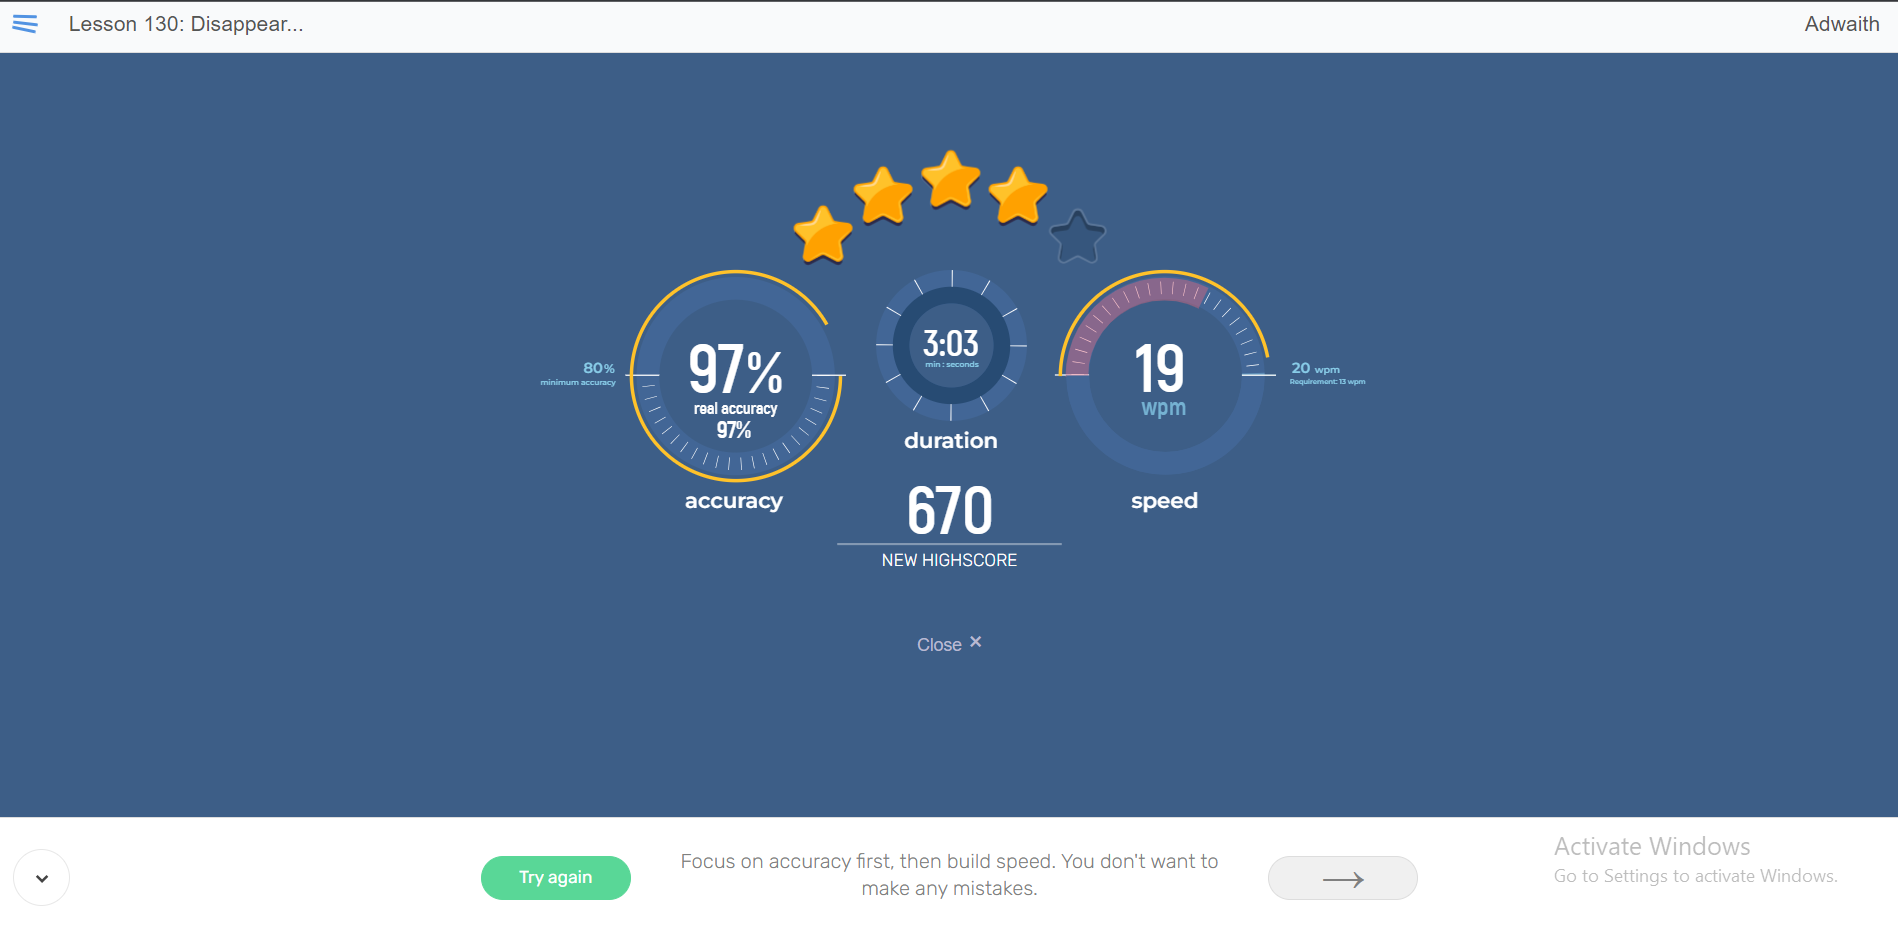 Lesson 130: Disappear...
Adwaith
97%
real accuracy
97%
80%
minimum accuracy
accuracy
3:03
min : seconds
duration
670
NEW HIGHSCORE
19
wpm
20 wpm
Requirement: 13 wpm
speed
Close ×
Try again
Focus on accuracy first, then build speed. You don't want to
make any mistakes.
Activate Windows
Go to Settings to activate Windows.